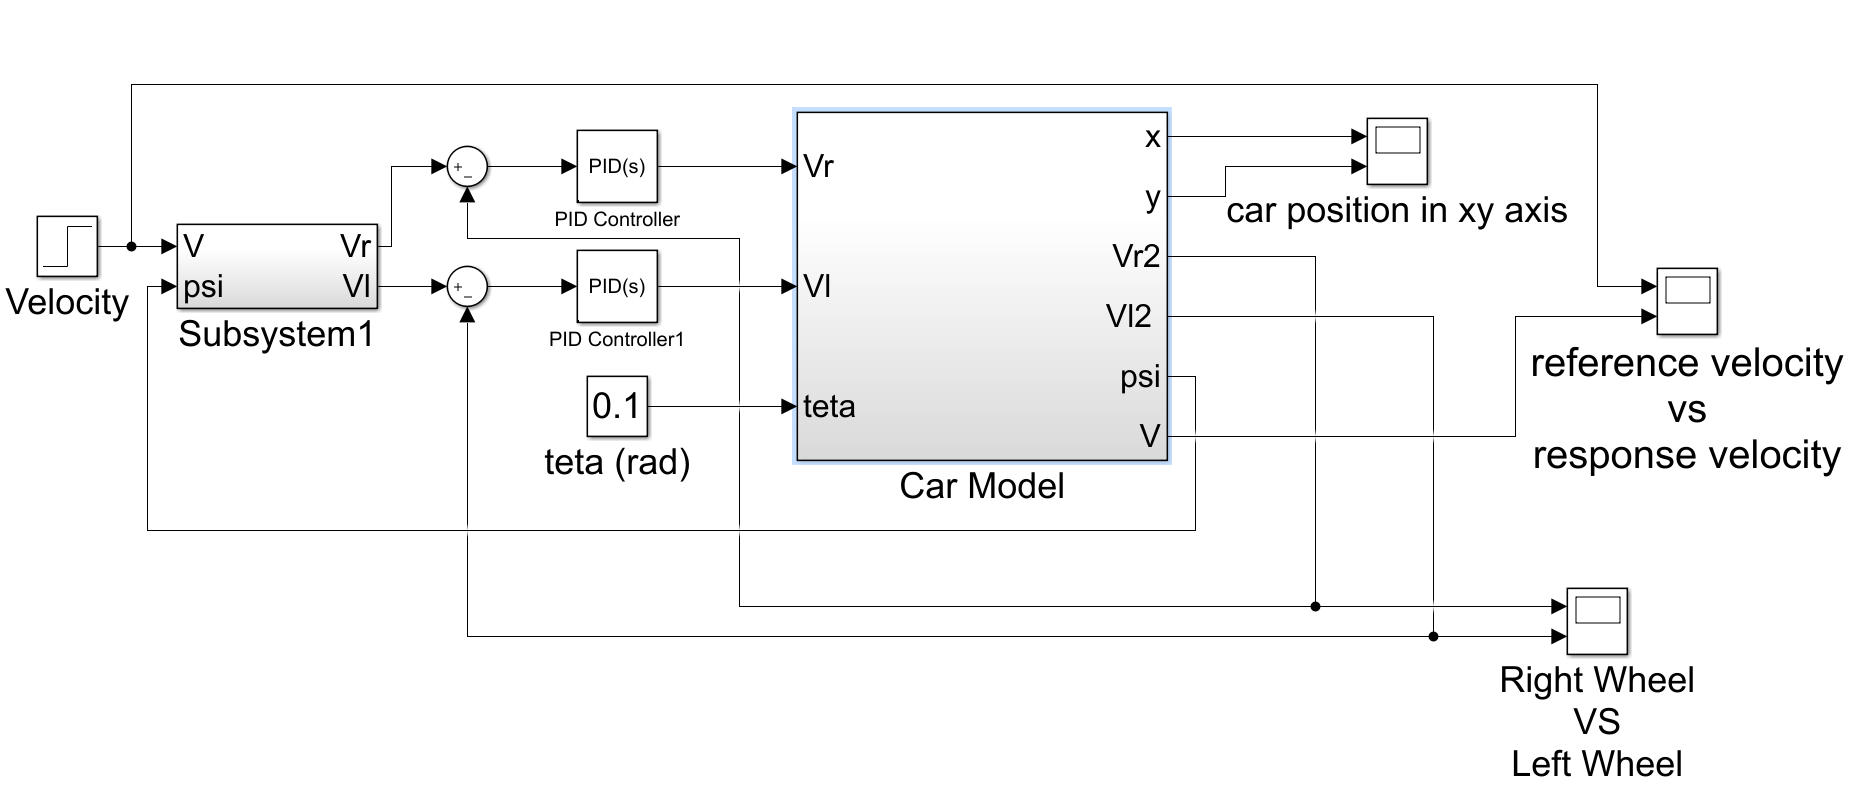 Velocity
V
psi
Vr
Vl
Subsystem1
+
−
PID(s)
PID Controller
+
−
PID(s)
PID Controller1
0.1
teta (rad)
Vr
Vl
teta
x
y
Vr2
Vl2
psi
V
Car Model
car position in xy axis
reference velocity
vs
response velocity
Right Wheel
VS
Left Wheel